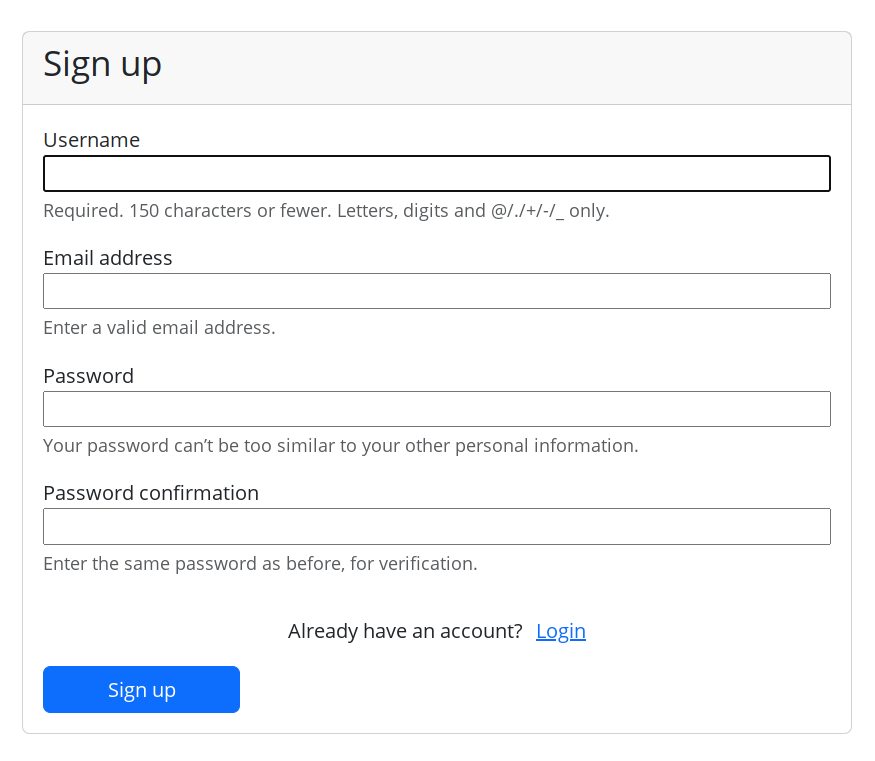 Sign up
Username
Required. 150 characters or fewer. Letters, digits and @/./+/-/_ only.
Email address
Enter a valid email address.
Password
Your password can’t be too similar to your other personal information.
Password confirmation
Enter the same password as before, for verification.
Already have an account? Login
Sign up